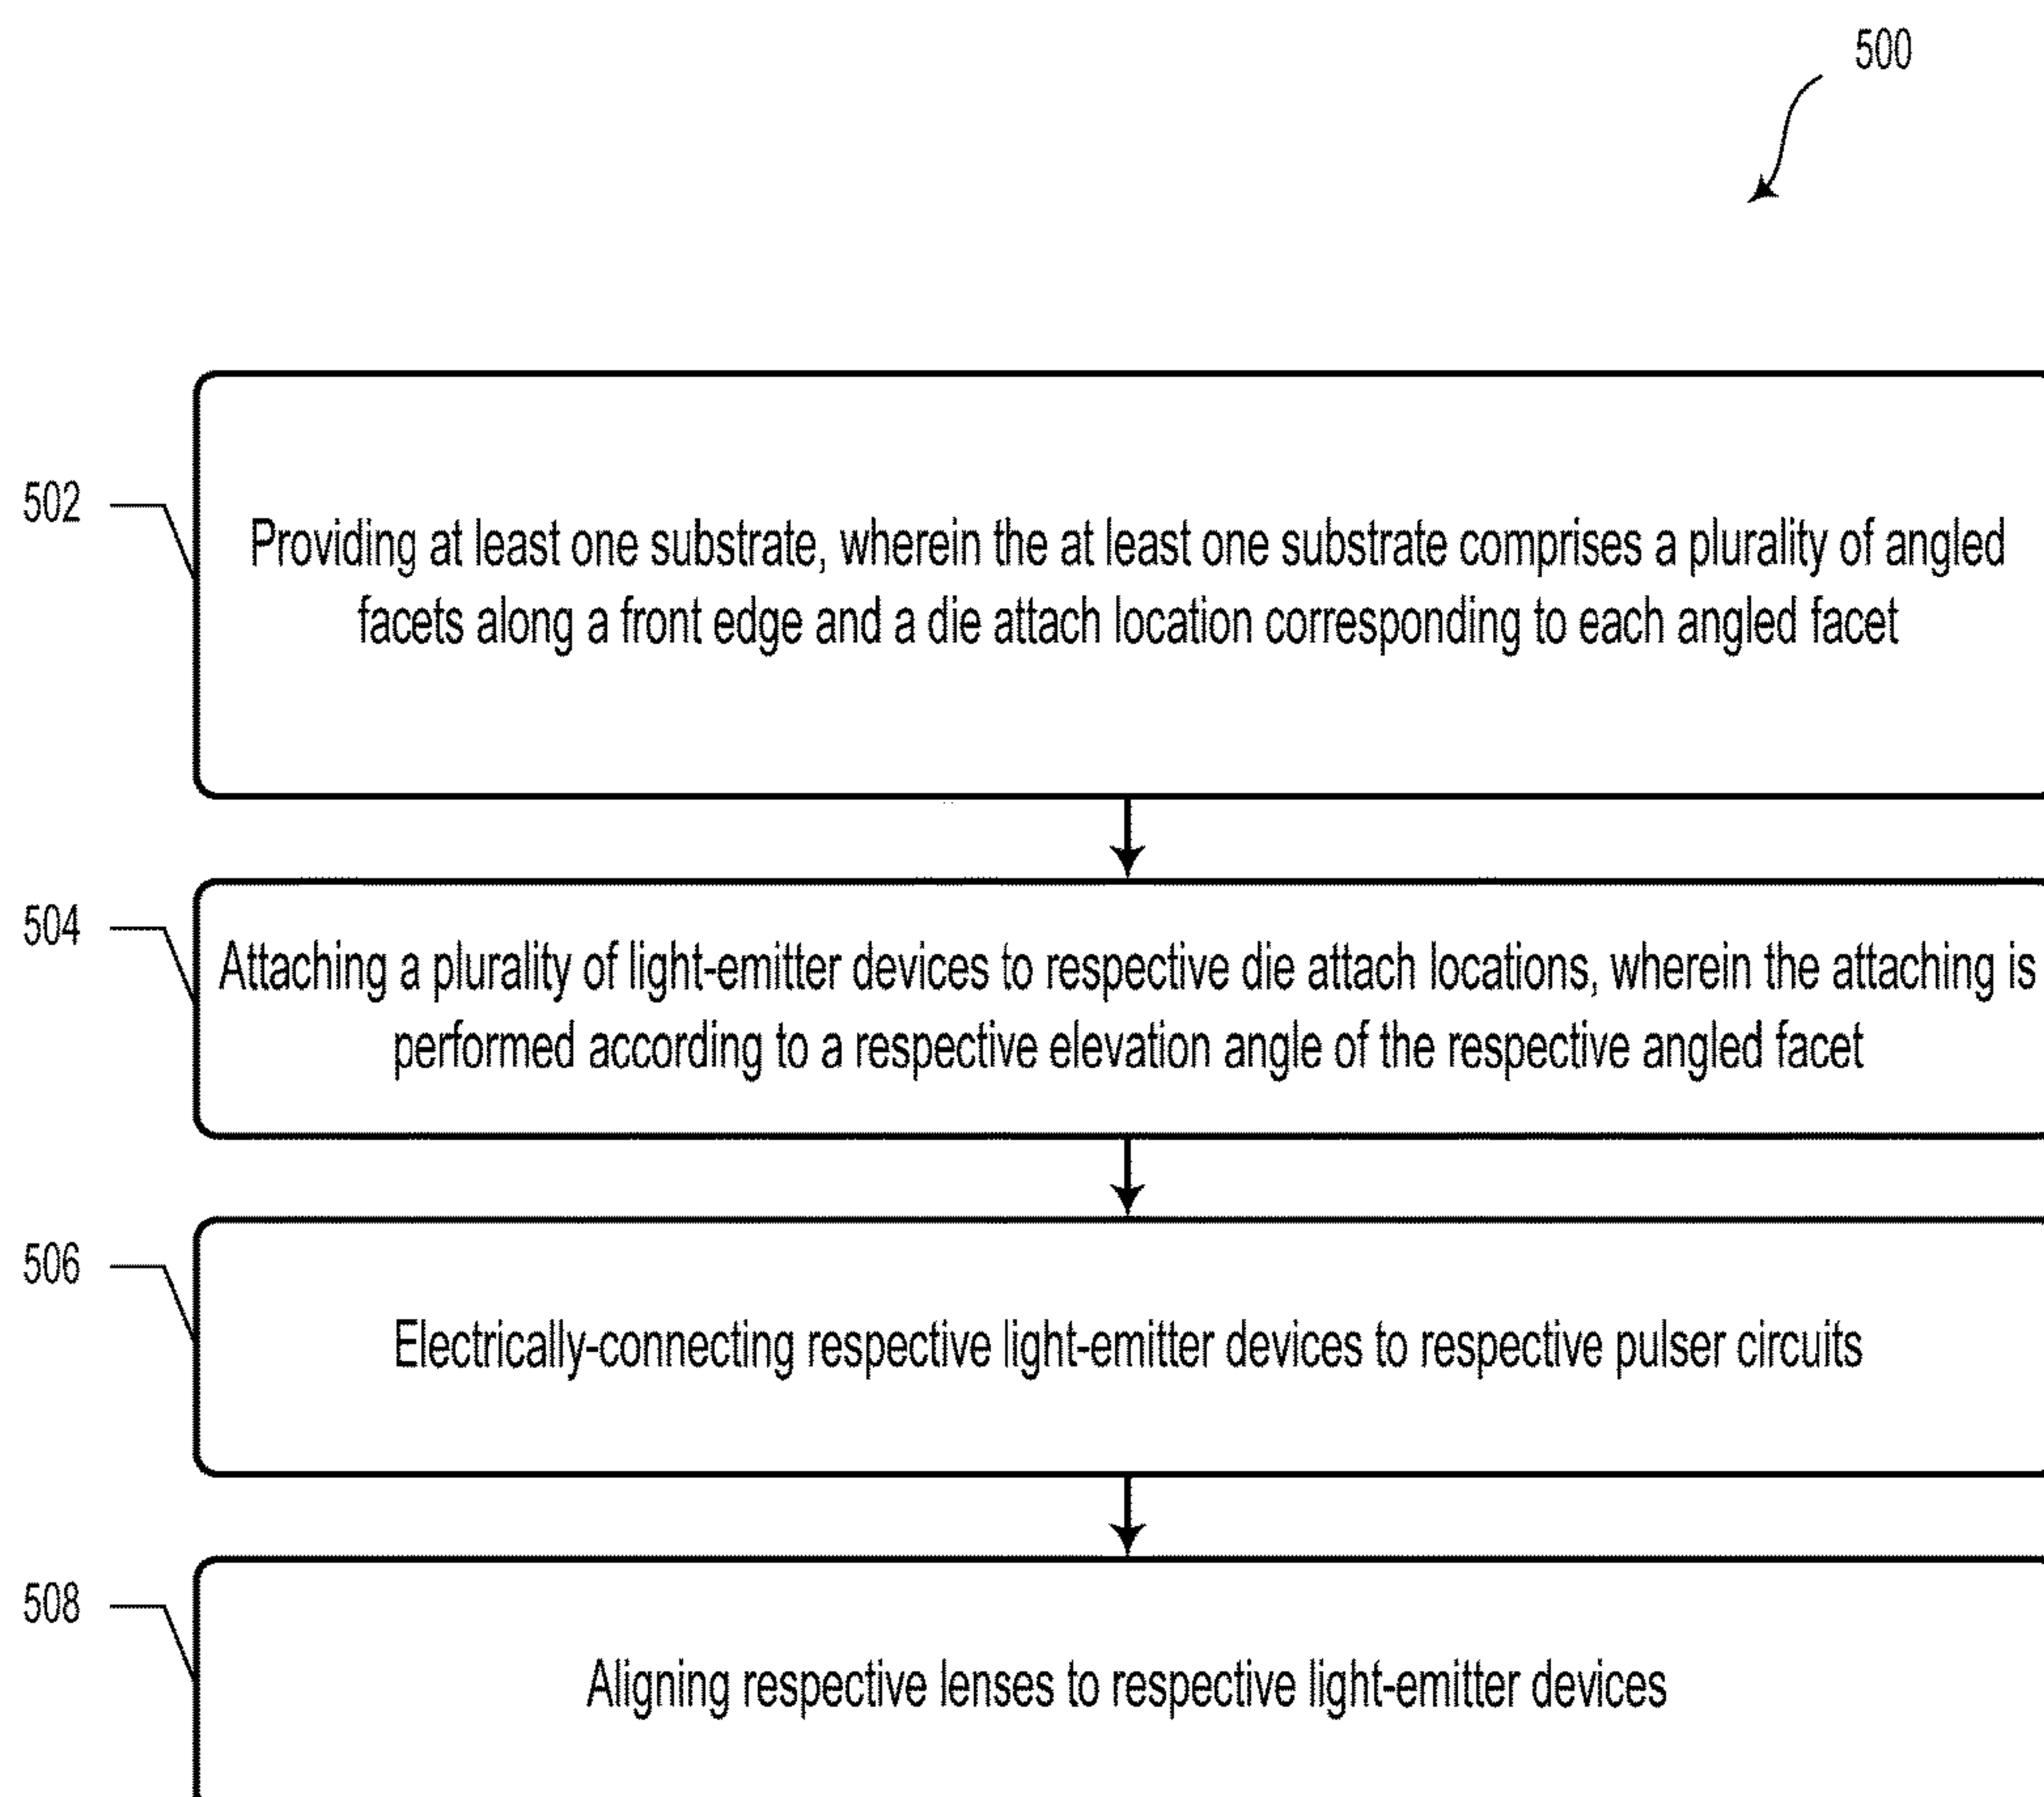 500
502
Providing at least one substrate, wherein the at least one substrate comprises a plurality of angled
facets along a front edge and a die attach location corresponding to each angled facet
504
Attaching a plurality of light-emitter devices to respective die attach locations, wherein the attaching is
performed according to a respective elevation angle of the respective angled facet
506
Electrically-connecting respective light-emitter devices to respective pulser circuits
508
Aligning respective lenses to respective light-emitter devices